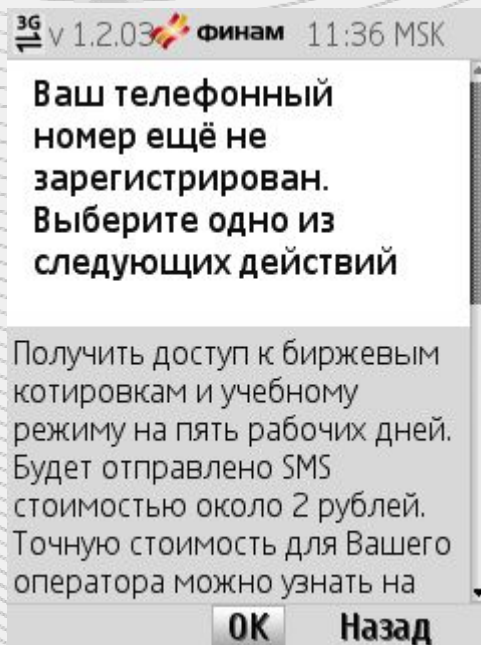 3G v 1.2.03 финам 11:36 MSK
Ваш телефонный
номер ещё не
зарегистрирован.
Выберите одно из
следующих действий
Получить доступ к биржевым
котировкам и учебному
режиму на пять рабочих дней.
Будет отправлено SMS
стоимостью около 2 рублей.
Точную стоимость для Вашего
оператора можно узнать на
OK Назад